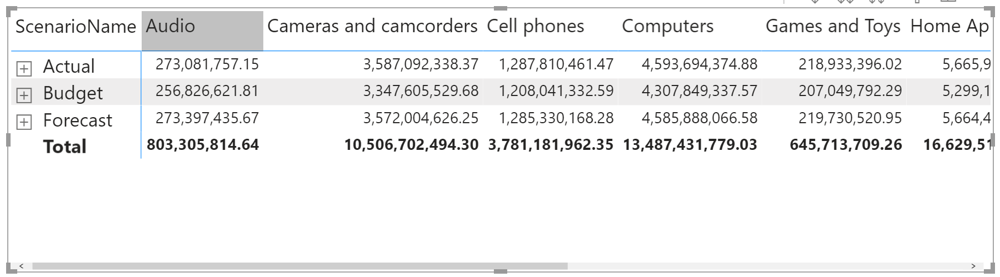 ScenarioName Audio Cameras and camcorders Cell phones Computers Games and Toys Home Ap
Actual 273,081,757.15 3,587,092,338.37 1,287,810,461.47 4,593,694,374.88 218,933,396.02 5,665,9
Budget 256,826,621.81 3,347,605,529.68 1,208,041,332.59 4,307,849,337.57 207,049,792.29 5,299,1
Forecast 273,397,435.67 3,572,004,626.25 1,285,330,168.28 4,585,888,066.58 219,730,520.95 5,664,4
Total 803,305,814.64 10,506,702,494.30 3,781,181,962.35 13,487,431,779.03 645,713,709.26 16,629,51